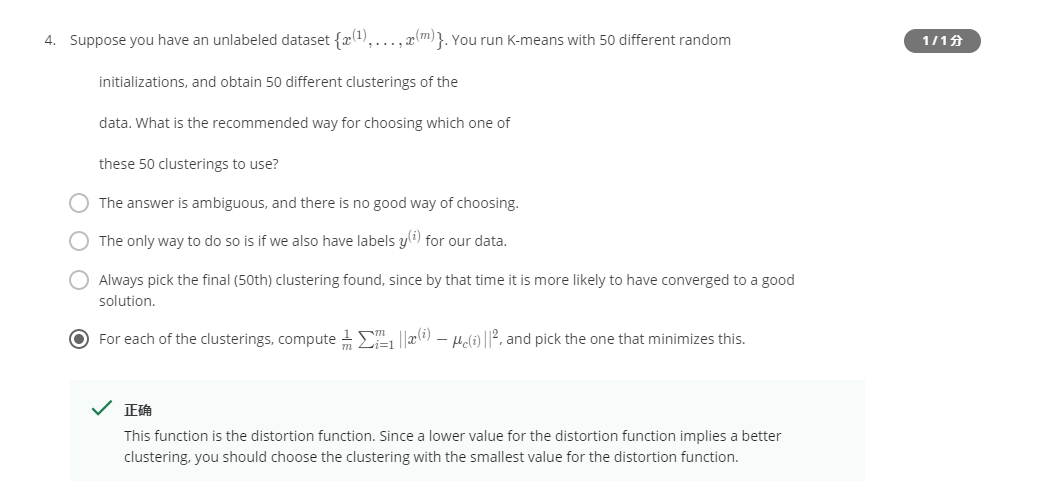 4. Suppose you have an unlabeled dataset {x^{(1)}, ..., x^{(m)}}. You run K-means with 50 different random
1 / 1 分
initializations, and obtain 50 different clusterings of the
data. What is the recommended way for choosing which one of
these 50 clusterings to use?
The answer is ambiguous, and there is no good way of choosing.
The only way to do so is if we also have labels y^{(i)} for our data.
Always pick the final (50th) clustering found, since by that time it is more likely to have converged to a good
solution.
For each of the clusterings, compute \frac{1}{m} \sum_{i=1}^{m} ||x^{(i)} − μ_{c(i)}||^2, and pick the one that minimizes this.
正确
This function is the distortion function. Since a lower value for the distortion function implies a better
clustering, you should choose the clustering with the smallest value for the distortion function.